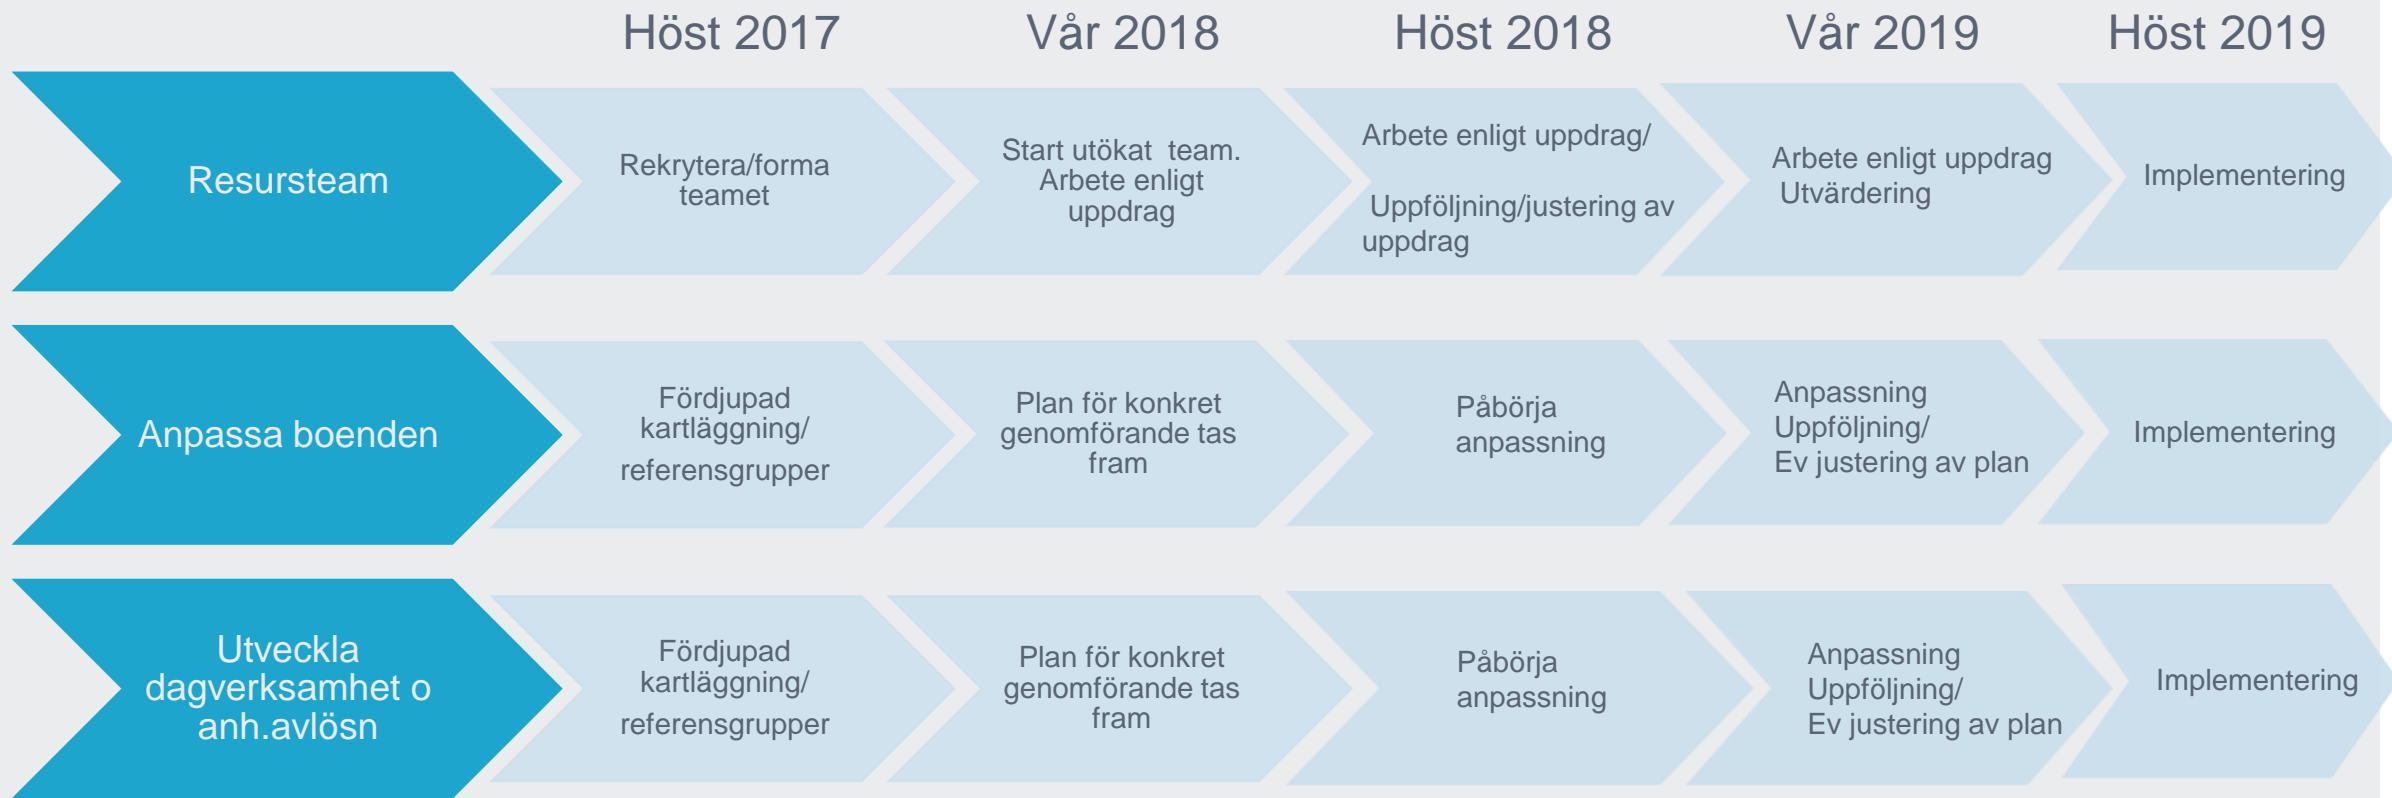 Höst 2017
Vår 2018
Höst 2018
Vår 2019
Höst 2019
Resursteam
Rekrytera/forma
teamet
Start utökat team.
Arbete enligt
uppdrag
Arbete enligt uppdrag/
Uppföljning/justering av
uppdrag
Arbete enligt uppdrag
Utvärdering
Implementering
Anpassa boenden
Fördjupad
kartläggning/
referensgrupper
Plan för konkret
genomförande tas
fram
Påbörja
anpassning
Anpassning
Uppföljning/
Ev justering av plan
Implementering
Utveckla
dagverksamhet o
anh.avlösn
Fördjupad
kartläggning/
referensgrupper
Plan för konkret
genomförande tas
fram
Påbörja
anpassning
Anpassning
Uppföljning/
Ev justering av plan
Implementering